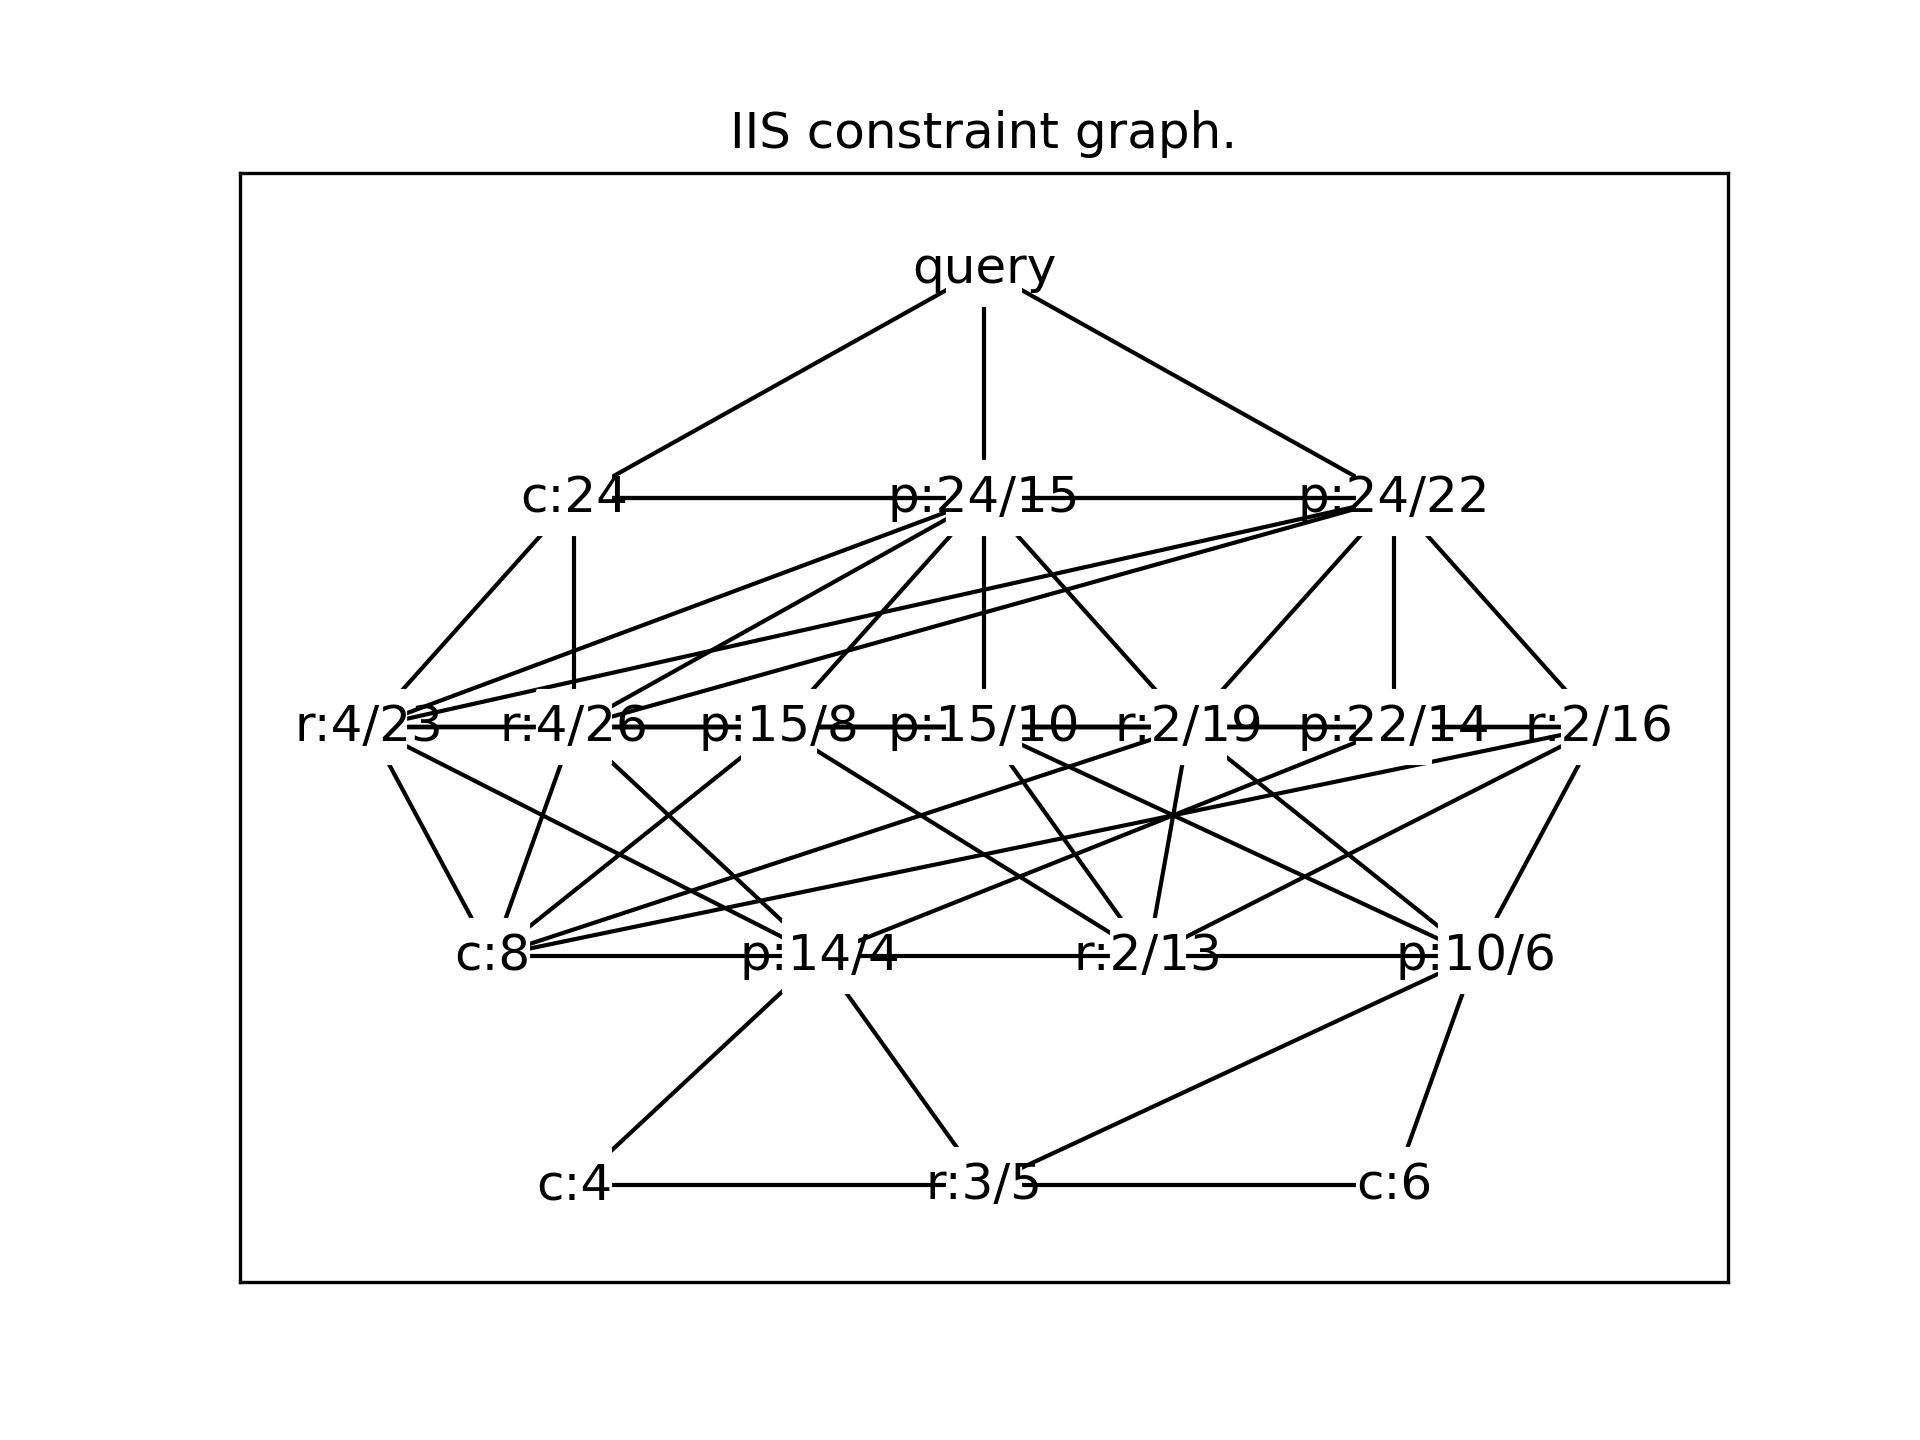 IIS constraint graph.
query
c:24 p:24/15 p:24/22
r:4/23 r:4/26 p:15/8 p:15/10 r:2/19 p:22/14 r:2/16
c:8 p:14/4 r:2/13 p:10/6
c:4 r:3/5 c:6